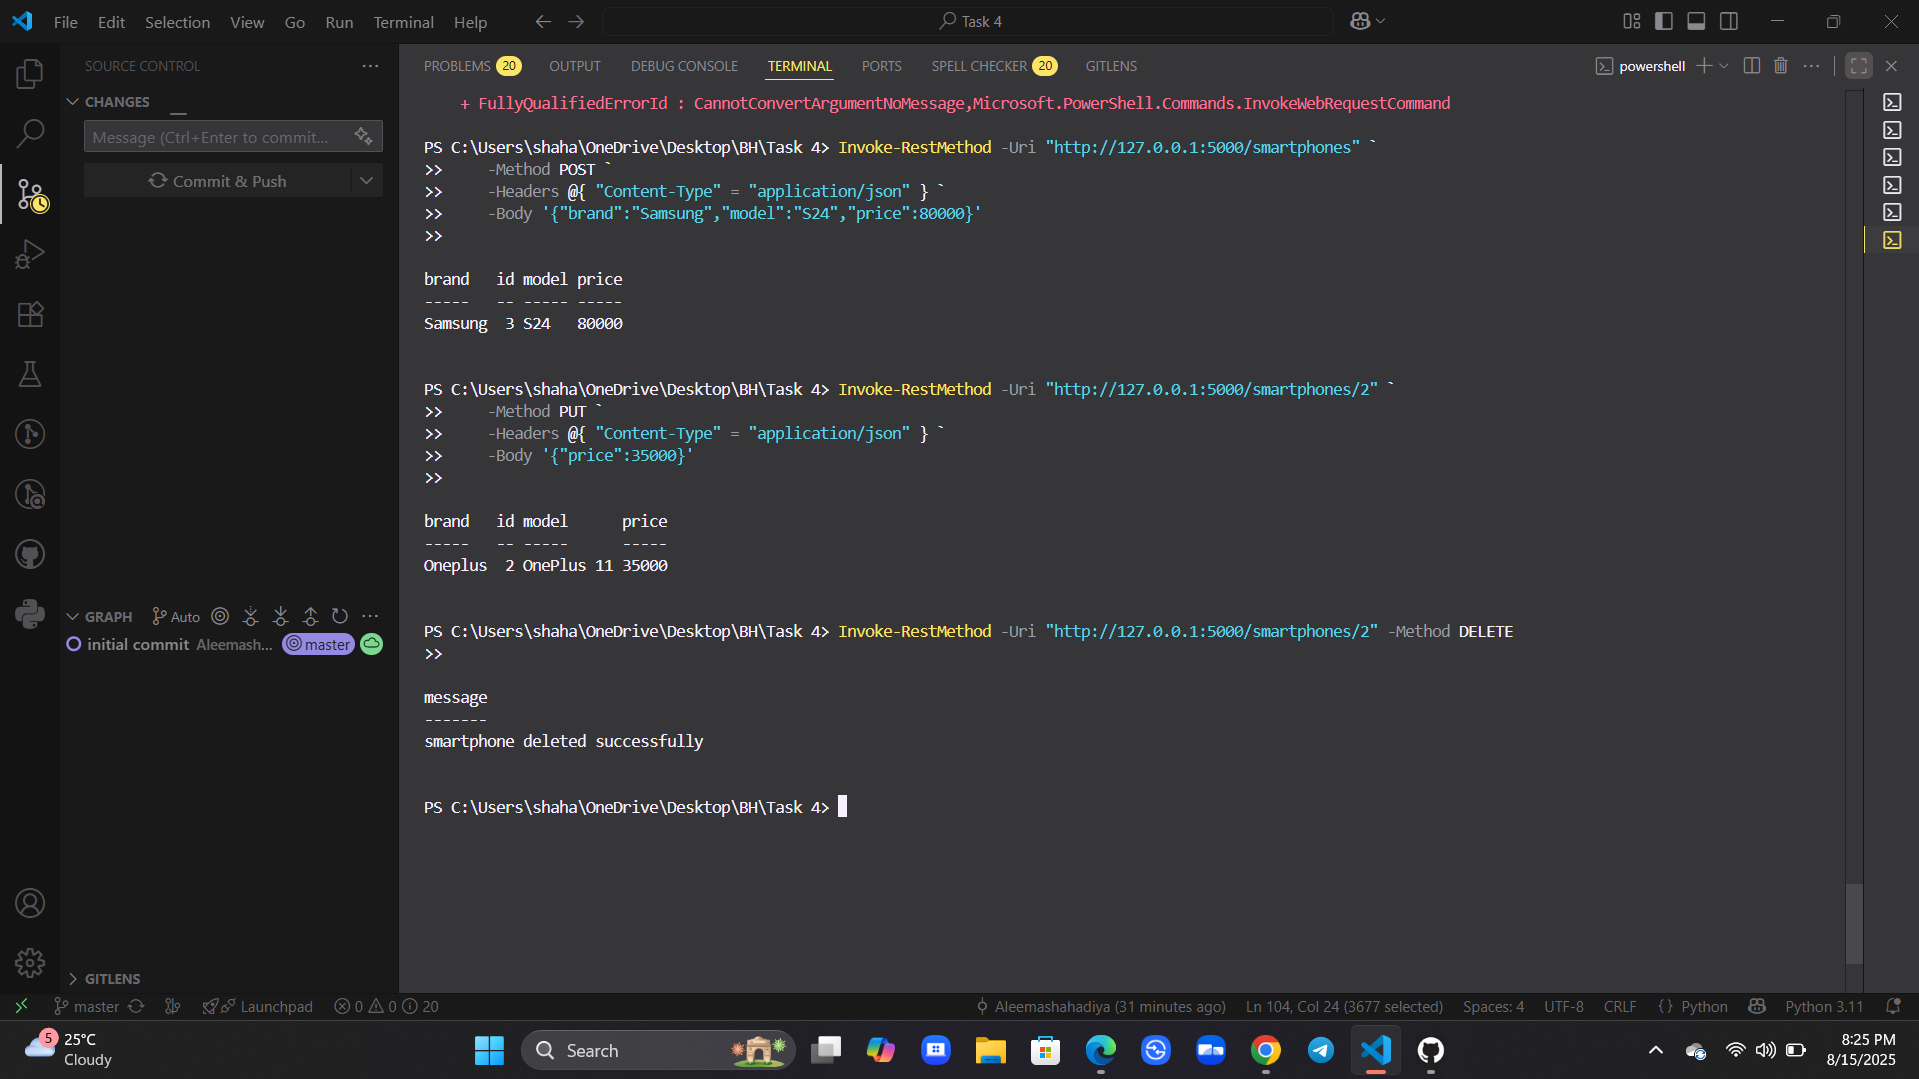 File Edit Selection View Go Run Terminal Help Task 4
SOURCE CONTROL
CHANGES
Message (Ctrl+Enter to commit...
Commit & Push
GRAPH Auto
initial commit Aleemash... master
GITLENS
PROBLEMS 20 OUTPUT DEBUG CONSOLE TERMINAL PORTS SPELL CHECKER 20 GITLENS powershell
+ FullyQualifiedErrorId : CannotConvertArgumentNoMessage,Microsoft.PowerShell.Commands.InvokeWebRequestCommand
PS C:\Users\shaha\OneDrive\Desktop\BH\Task 4> Invoke-RestMethod -Uri "http://127.0.0.1:5000/smartphones" `
>>     -Method POST `
>>     -Headers @{ "Content-Type" = "application/json" } `
>>     -Body '{"brand":"Samsung","model":"S24","price":80000}'
>>
brand   id model price
-----   -- ----- -----
Samsung  3 S24   80000
PS C:\Users\shaha\OneDrive\Desktop\BH\Task 4> Invoke-RestMethod -Uri "http://127.0.0.1:5000/smartphones/2" `
>>     -Method PUT `
>>     -Headers @{ "Content-Type" = "application/json" } `
>>     -Body '{"price":35000}'
>>
brand   id model      price
-----   -- -----      -----
Oneplus  2 OnePlus 11 35000
PS C:\Users\shaha\OneDrive\Desktop\BH\Task 4> Invoke-RestMethod -Uri "http://127.0.0.1:5000/smartphones/2" -Method DELETE
>>
message
-------
smartphone deleted successfully
PS C:\Users\shaha\OneDrive\Desktop\BH\Task 4>
master Launchpad 0 0 20 Aleemashahadiya (31 minutes ago) Ln 104, Col 24 (3677 selected) Spaces: 4 UTF-8 CRLF {} Python Python 3.11
5 25°C
Cloudy
Search
8:25 PM
8/15/2025